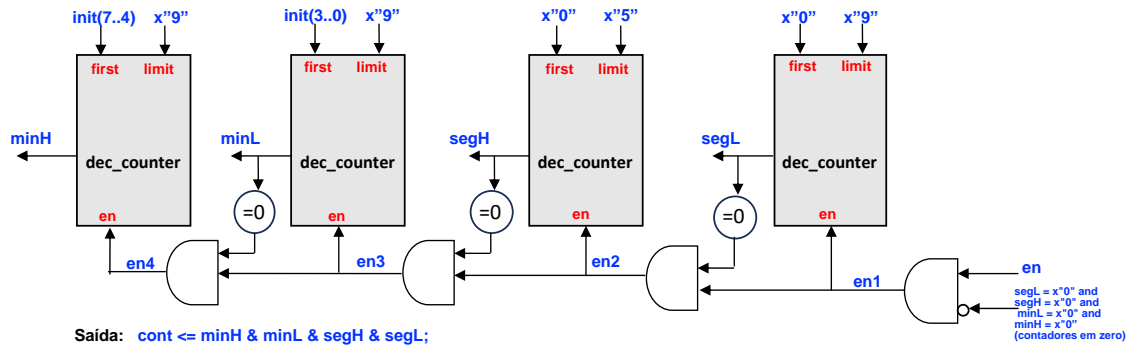 init(7..4) x"9" init(3..0) x"9" x"0" x"5" x"0" x"9"
first limit first limit first limit first limit
minH minL segH segL
dec_counter dec_counter dec_counter dec_counter
=0 =0 =0
en en en en
en4 en3 en2 en1 en
segL = x"0" and
segH = x"0" and
minL = x"0" and
minH = x"0"
(contadores em zero)
Saída: cont <= minH & minL & segH & segL;